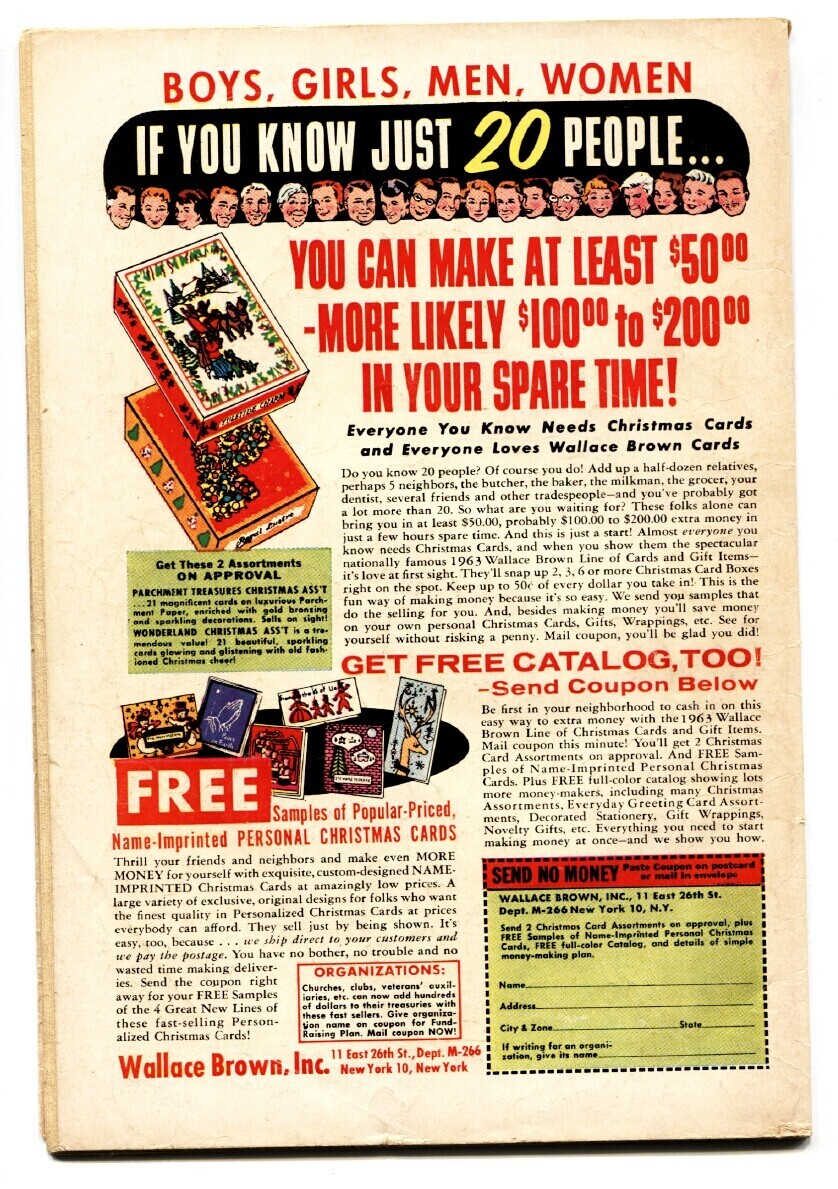 BOYS, GIRLS, MEN, WOMEN
IF YOU KNOW JUST 20 PEOPLE...
YOU CAN MAKE AT LEAST $5000
-MORE LIKELY $10000 to $20000
IN YOUR SPARE TIME!
Everyone You Know Needs Christmas Cards
and Everyone Loves Wallace Brown Cards
YULETIDE CHARM
Royal Lustre
Do you know 20 people? Of course you do! Add up a half-dozen relatives,
perhaps 5 neighbors, the butcher, the baker, the milkman, the grocer, your
dentist, several friends and other tradespeople—and you've probably got
a lot more than 20. So what are you waiting for? These folks alone can
bring you in at least $50.00, probably $100.00 to $200.00 extra money in
just a few hours spare time. And this is just a start! Almost everyone you
know needs Christmas Cards, and when you show them the spectacular
nationally famous 1963 Wallace Brown Line of Cards and Gift Items—
it's love at first sight. They'll snap up 2, 3, 6 or more Christmas Card Boxes
right on the spot. Keep up to 50¢ of every dollar you take in! This is the
fun way of making money because it's so easy. We send you samples that
do the selling for you. And, besides making money you'll save money
on your own personal Christmas Cards, Gifts, Wrappings, etc. See for
yourself without risking a penny. Mail coupon, you'll be glad you did!
Get These 2 Assortments
ON APPROVAL
PARCHMENT TREASURES CHRISTMAS ASS'T
...21 magnificent cards on luxurious Parch-
ment Paper, enriched with gold bronzing
and sparkling decorations. Sells on sight!
WONDERLAND CHRISTMAS ASS'T is a tre-
mendous value! 21 beautiful, sparkling
cards glowing and glistening with old fash-
ioned Christmas cheer!
GET FREE CATALOG, TOO!
-Send Coupon Below
Be first in your neighborhood to cash in on this
easy way to extra money with the 1963 Wallace
Brown Line of Christmas Cards and Gift Items.
Mail coupon this minute! You'll get 2 Christmas
Card Assortments on approval. And FREE Sam-
ples of Name-Imprinted Personal Christmas
Cards. Plus FREE full-color catalog showing lots
more money-makers, including many Christmas
Assortments, Everyday Greeting Card Assort-
ments, Decorated Stationery, Gift Wrappings,
Novelty Gifts, etc. Everything you need to start
making money at once—and we show you how.
Peace on Earth
FREE
Samples of Popular-Priced,
Name-Imprinted PERSONAL CHRISTMAS CARDS
Thrill your friends and neighbors and make even MORE
MONEY for yourself with exquisite, custom-designed NAME-
IMPRINTED Christmas Cards at amazingly low prices. A
large variety of exclusive, original designs for folks who want
the finest quality in Personalized Christmas Cards at prices
everybody can afford. They sell just by being shown. It's
easy, too, because . . . we ship direct to your customers and
we pay the postage. You have no bother, no trouble and no
wasted time making deliver-
ies. Send the coupon right
away for your FREE Samples
of the 4 Great New Lines of
these fast-selling Person-
alized Christmas Cards!
ORGANIZATIONS:
Churches, clubs, veterans' auxil-
iaries, etc. can now add hundreds
of dollars to their treasuries with
these fast sellers. Give organiza-
tion name on coupon for Fund-
Raising Plan. Mail coupon NOW!
Wallace Brown, Inc. 11 East 26th St., Dept. M-266
New York 10, New York
SEND NO MONEY Paste Coupon on postcard
or mail in envelope
WALLACE BROWN, INC., 11 East 26th St.
Dept. M-266 New York 10, N.Y.
Send 2 Christmas Card Assortments on approval, plus
FREE Samples of Name-Imprinted Personal Christmas
Cards, FREE full-color Catalog, and details of simple
money-making plan.
Name
Address
City & Zone State
If writing for an organi-
zation, give its name